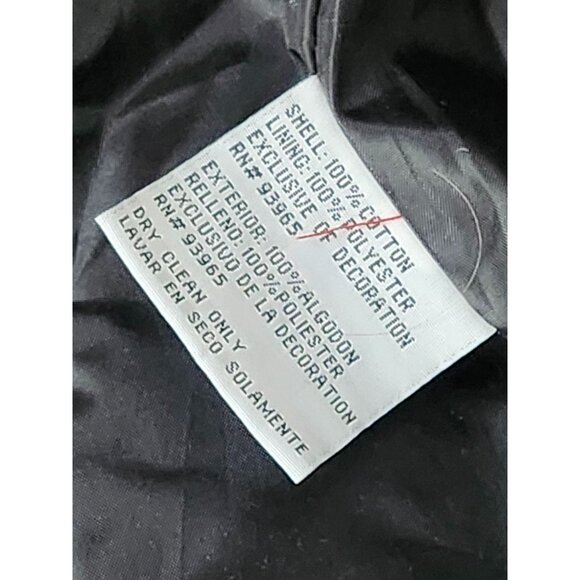 SHELL: 100% COTTON
LINING: 100% POLYESTER
EXCLUSIVE OF DECORATION
RN# 93965
EXTERIOR: 100% ALGODON
RELLENO: 100% POLIESTER
EXCLUSIVO DE LA DECORATION
RN# 93965
DRY CLEAN ONLY
LAVAR EN SECO SOLAMENTE